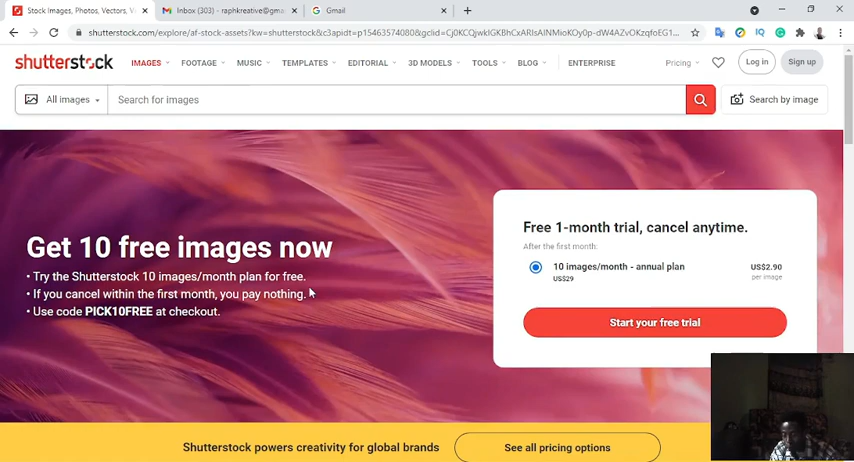 Stock Images, Photos, Vectors, V
Inbox (303) - raphkreative@gma
Gmail
shutterstock.com/explore/af-stock-assets?kw=shutterstock&c3apidt=p15463574080&gclid=
shutterstock
IMAGES
FOOTAGE
MUSIC
TEMPLATES
EDITORIAL
3D MODELS
TOOLS
BLOG
ENTERPRISE
Pricing
Log in
Sign up
All images
Search for images
Search by image
Get 10 free images now
• Try the Shutterstock 10 images/month plan for free.
• If you cancel within the first month, you pay nothing.
• Use code PICK10FREE at checkout.
Free 1-month trial, cancel anytime.
After the first month:
10 images/month - annual plan
US$2.90
US$29
per image
Start your free trial
Shutterstock powers creativity for global brands
See all pricing options